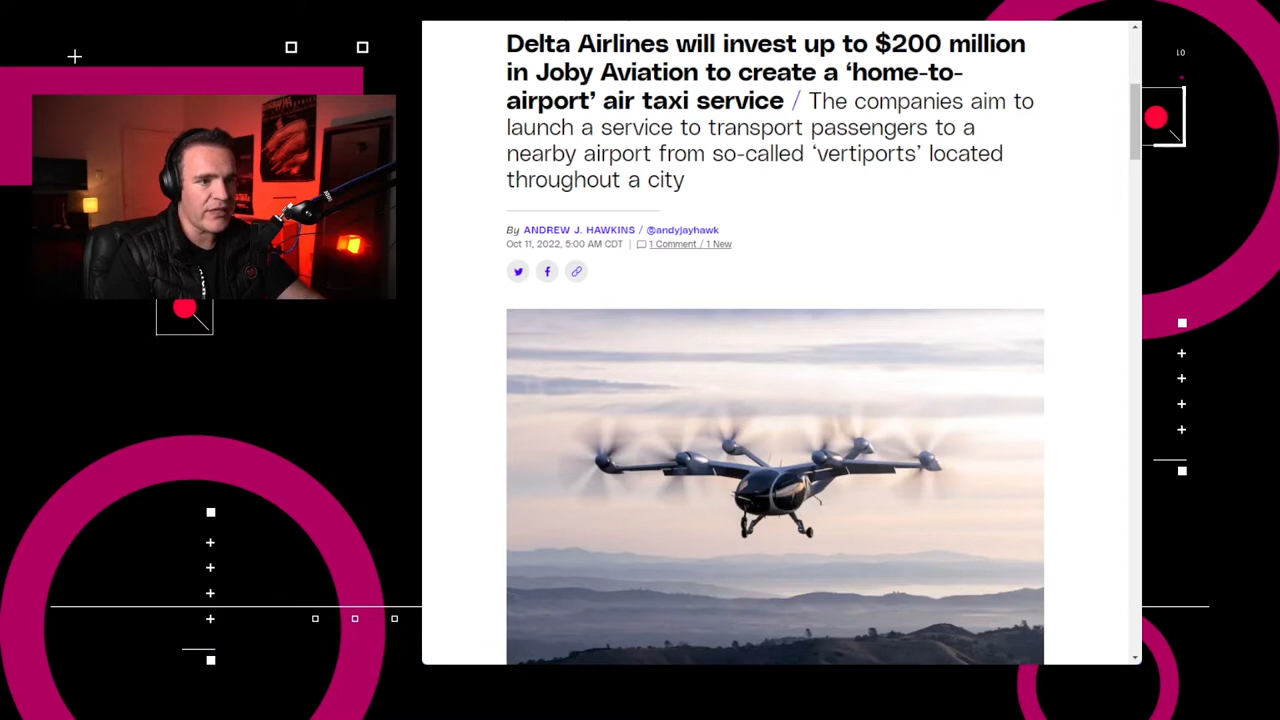 Delta Airlines will invest up to $200 million
in Joby Aviation to create a ‘home-to-
airport’ air taxi service / The companies aim to
launch a service to transport passengers to a
nearby airport from so-called ‘vertiports’ located
throughout a city
By ANDREW J. HAWKINS / @andyjayhawk
Oct 11, 2022, 5:00 AM CDT | 1 Comment / 1 New
01